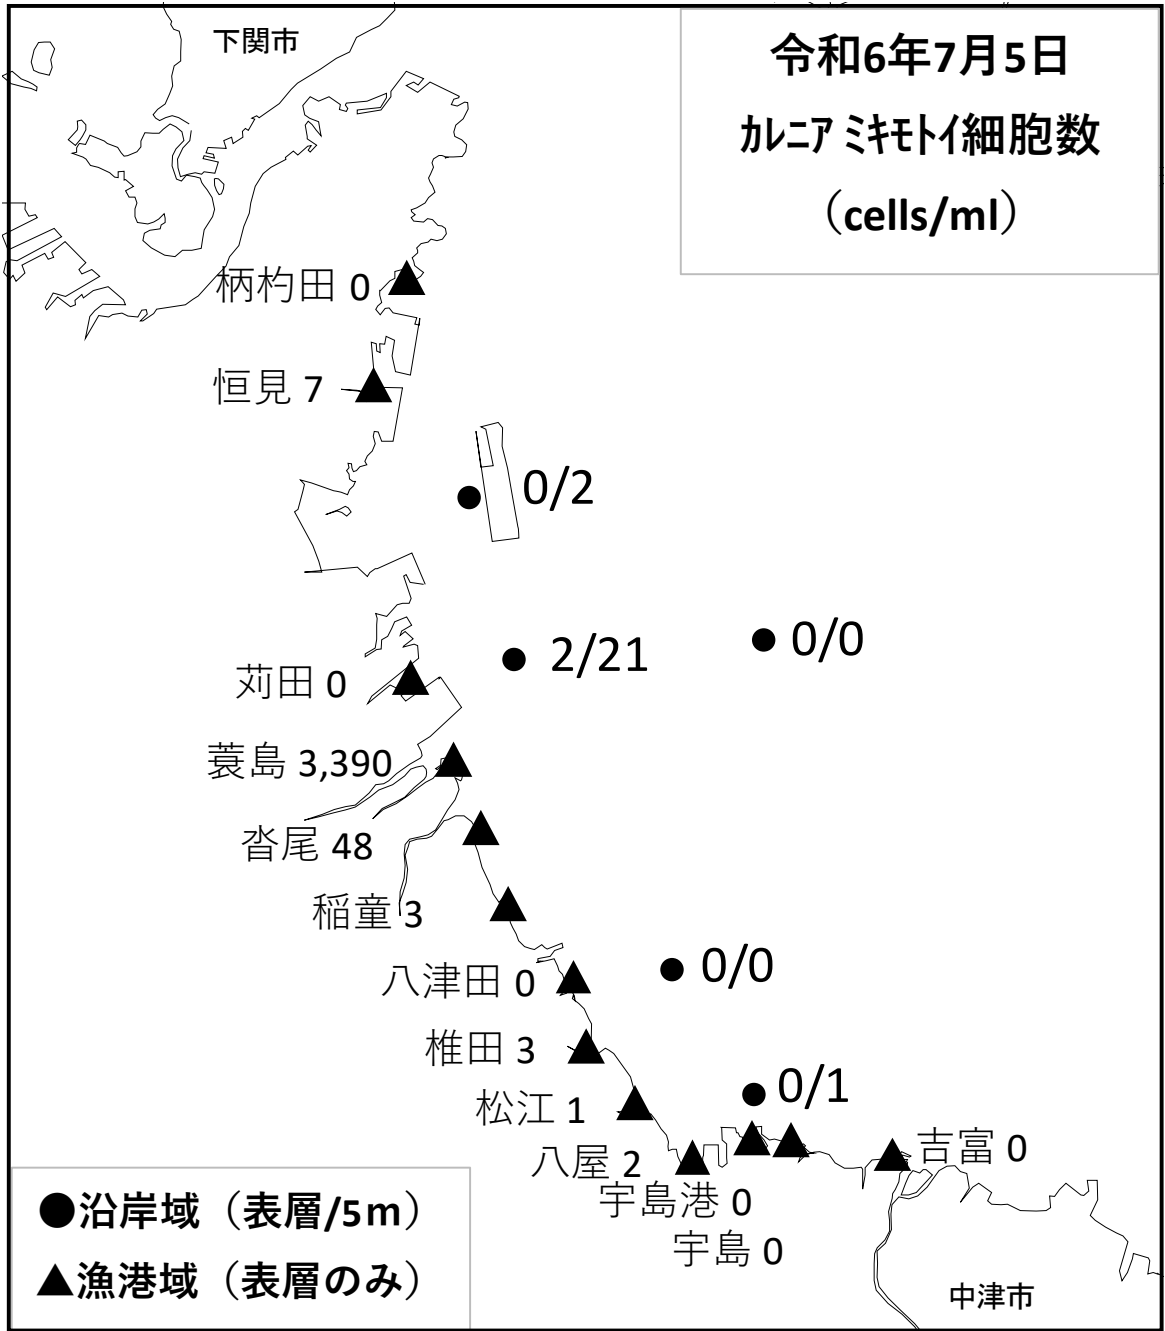 下関市
令和6年7月5日
ｶﾚﾆｱ ﾐｷﾓﾄｲ細胞数
（cells/ml）
柄杓田 0
恒見 7
0/2
2/21
0/0
苅田 0
蓑島 3,390
沓尾 48
稲童 3
八津田 0
0/0
椎田 3
松江 1
0/1
八屋 2
吉富 0
宇島港 0
宇島 0
●沿岸域（表層/5m）
▲漁港域（表層のみ）
中津市